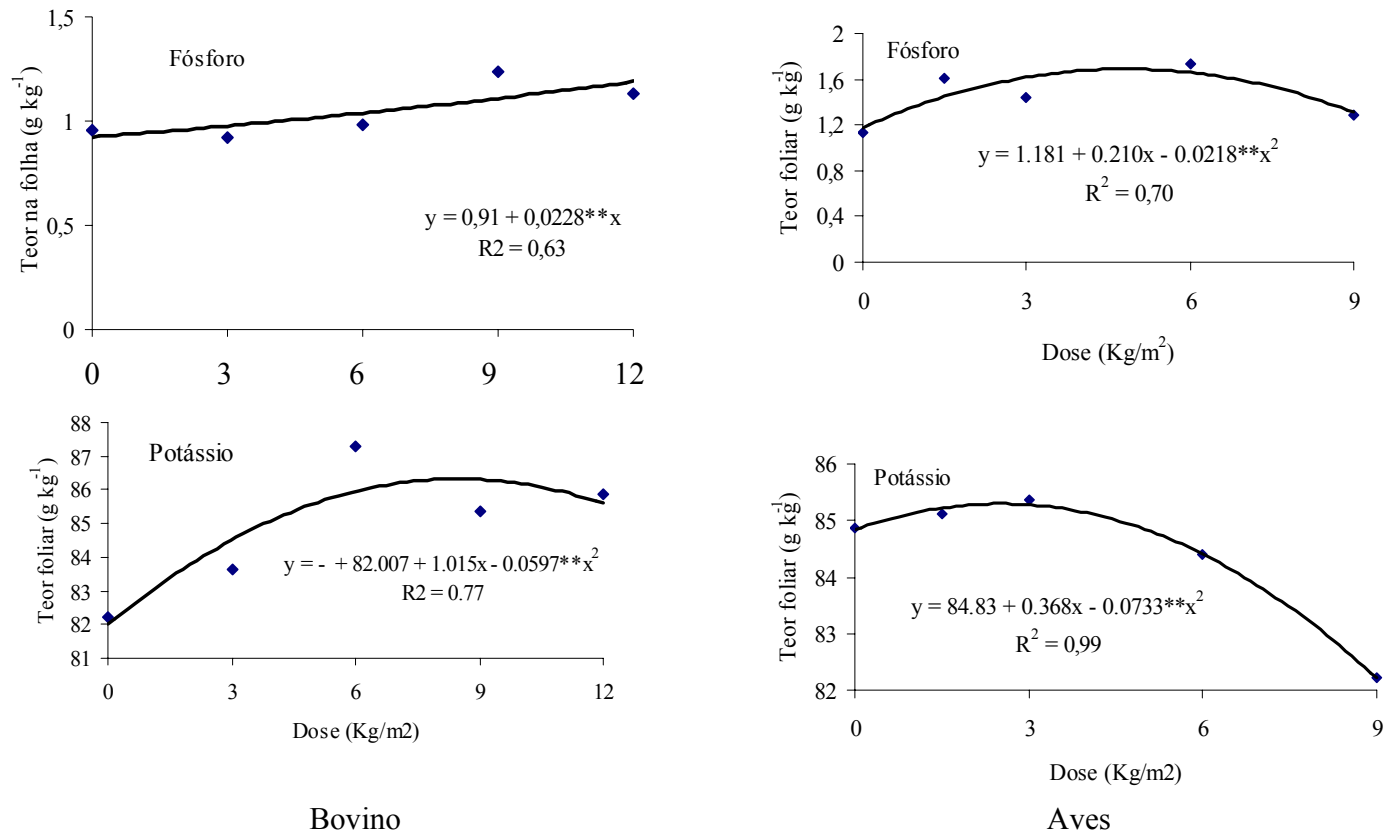 1,5
Fósforo
Teor na folha (g kg-1)
1
0,5
0
y = 0,91 + 0,0228**x
R2 = 0,63
0 3 6 9 12
2
1,6
1,2
0,8
0,4
0
Fósforo
Teor foliar (g kg-1)
y = 1.181 + 0.210x - 0.0218**x2
R2 = 0,70
0 3 6 9
Dose (Kg/m2)
88
87
86
85
84
83
82
81
Potássio
Teor foliar (g kg-1)
y = - + 82.007 + 1.015x - 0.0597**x2
R2 = 0.77
0 3 6 9 12
Dose (Kg/m2)
86
85
84
83
82
Potássio
Teor foliar (g kg-1)
y = 84.83 + 0.368x - 0.0733**x2
R2 = 0,99
0 3 6 9
Dose (Kg/m2)
Bovino
Aves